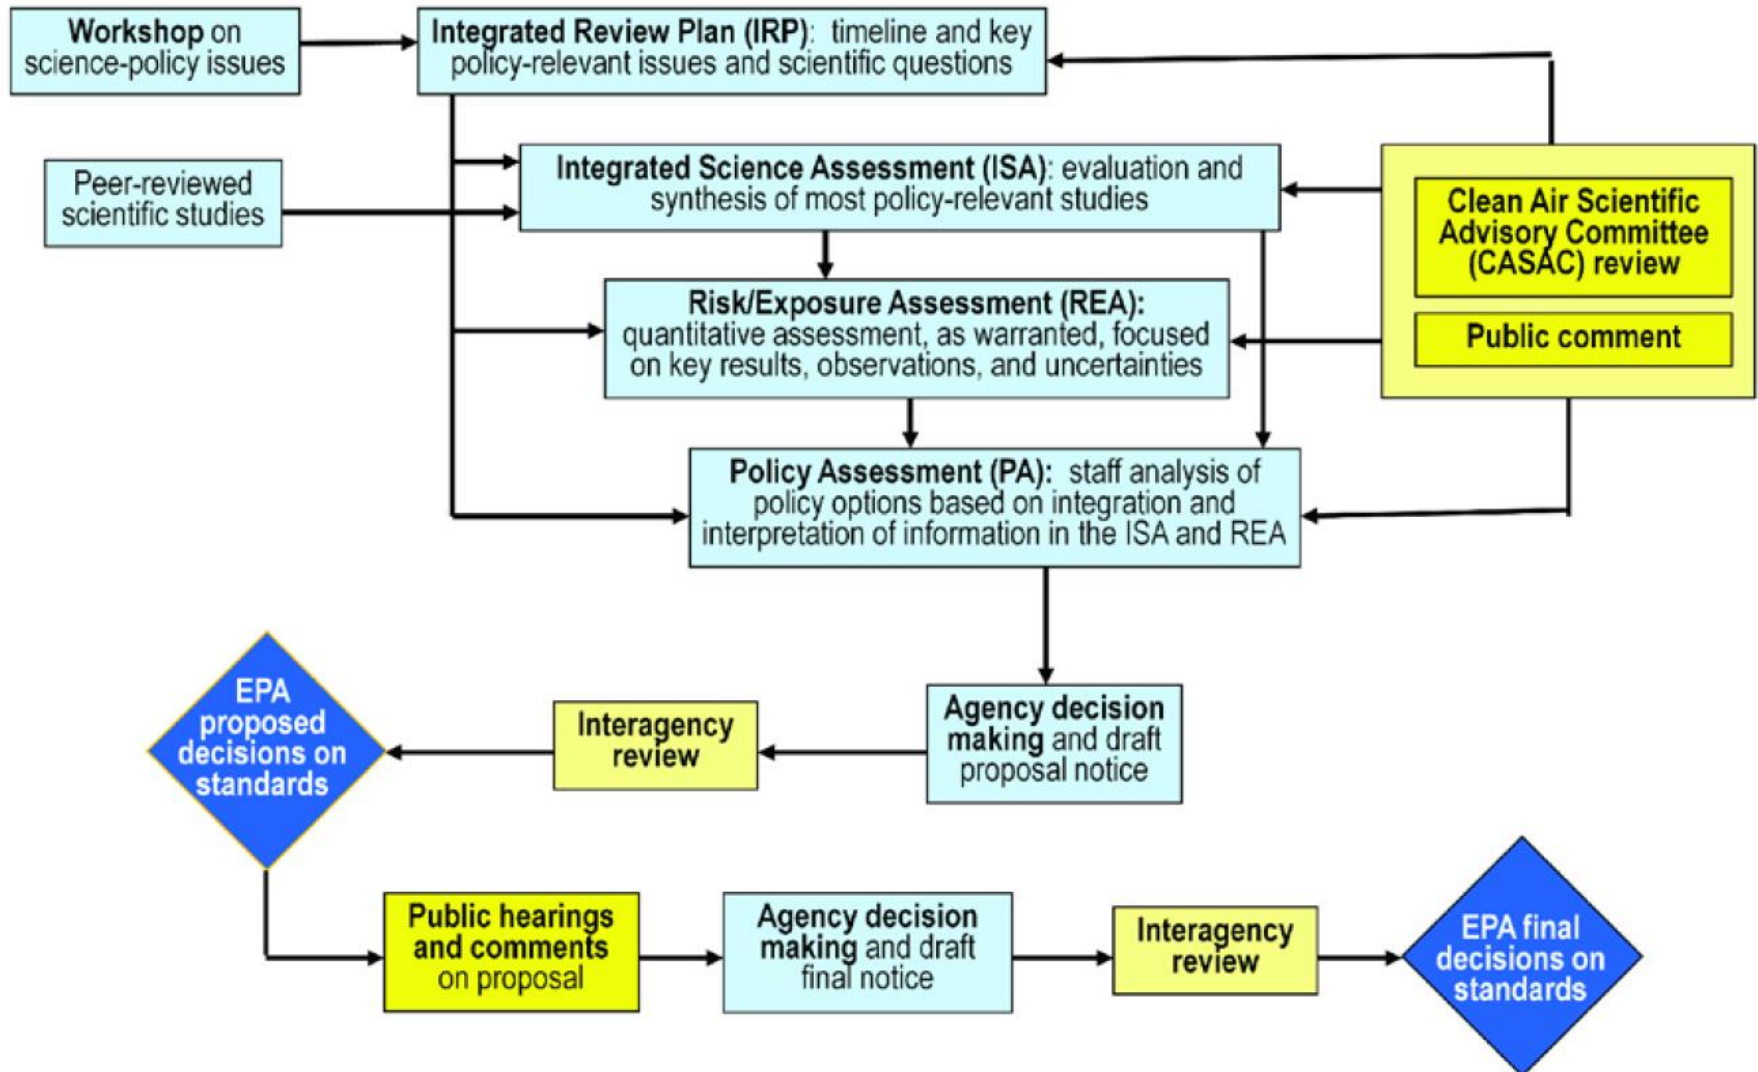 Workshop on
science-policy issues
Integrated Review Plan (IRP): timeline and key
policy-relevant issues and scientific questions
Peer-reviewed
scientific studies
Integrated Science Assessment (ISA): evaluation and
synthesis of most policy-relevant studies
Clean Air Scientific
Advisory Committee
(CASAC) review
Public comment
Risk/Exposure Assessment (REA):
quantitative assessment, as warranted, focused
on key results, observations, and uncertainties
Policy Assessment (PA): staff analysis of
policy options based on integration and
interpretation of information in the ISA and REA
EPA
proposed
decisions on
standards
Interagency
review
Agency decision
making and draft
proposal notice
Public hearings
and comments
on proposal
Agency decision
making and draft
final notice
Interagency
review
EPA final
decisions on
standards